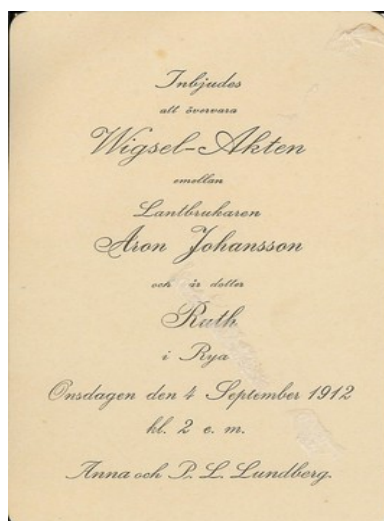 Inbjudes
att övervara
Wigsel-Akten
emellan
Lantbrukaren
Aron Johansson
och vår dotter
Ruth
i Rya
Onsdagen den 4 September 1912
kl. 2 e. m.
Anna och P. L. Lundberg.